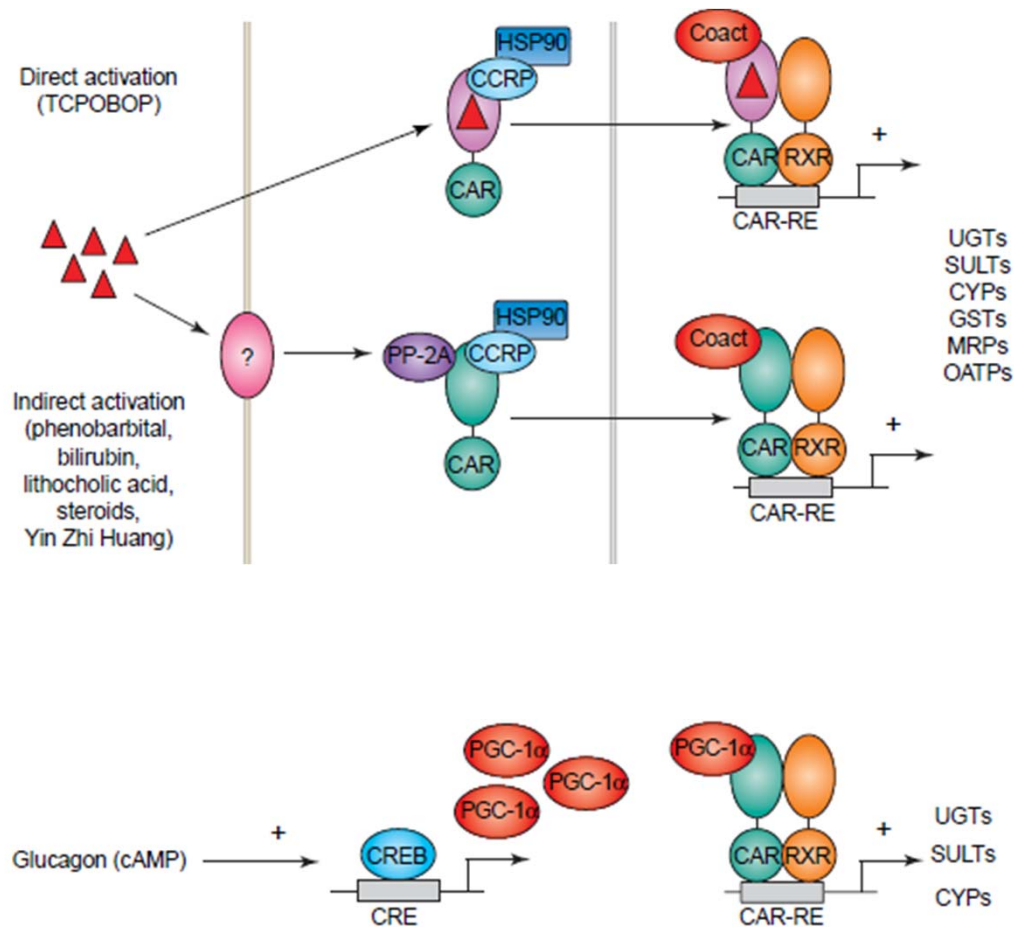 Direct activation
(TCPOBOP)
HSP90
CCRP
CAR
Coact
CAR
RXR
CAR-RE
+
Indirect activation
(phenobarbital,
bilirubin,
lithocholic acid,
steroids,
Yin Zhi Huang)
?
PP-2A
HSP90
CCRP
CAR
Coact
CAR
RXR
CAR-RE
+
UGTs
SULTs
CYPs
GSTs
MRPs
OATPs
Glucagon (cAMP)
+
CREB
CRE
PGC-1α
PGC-1α
PGC-1α
PGC-1α
CAR
RXR
CAR-RE
+
UGTs
SULTs
CYPs